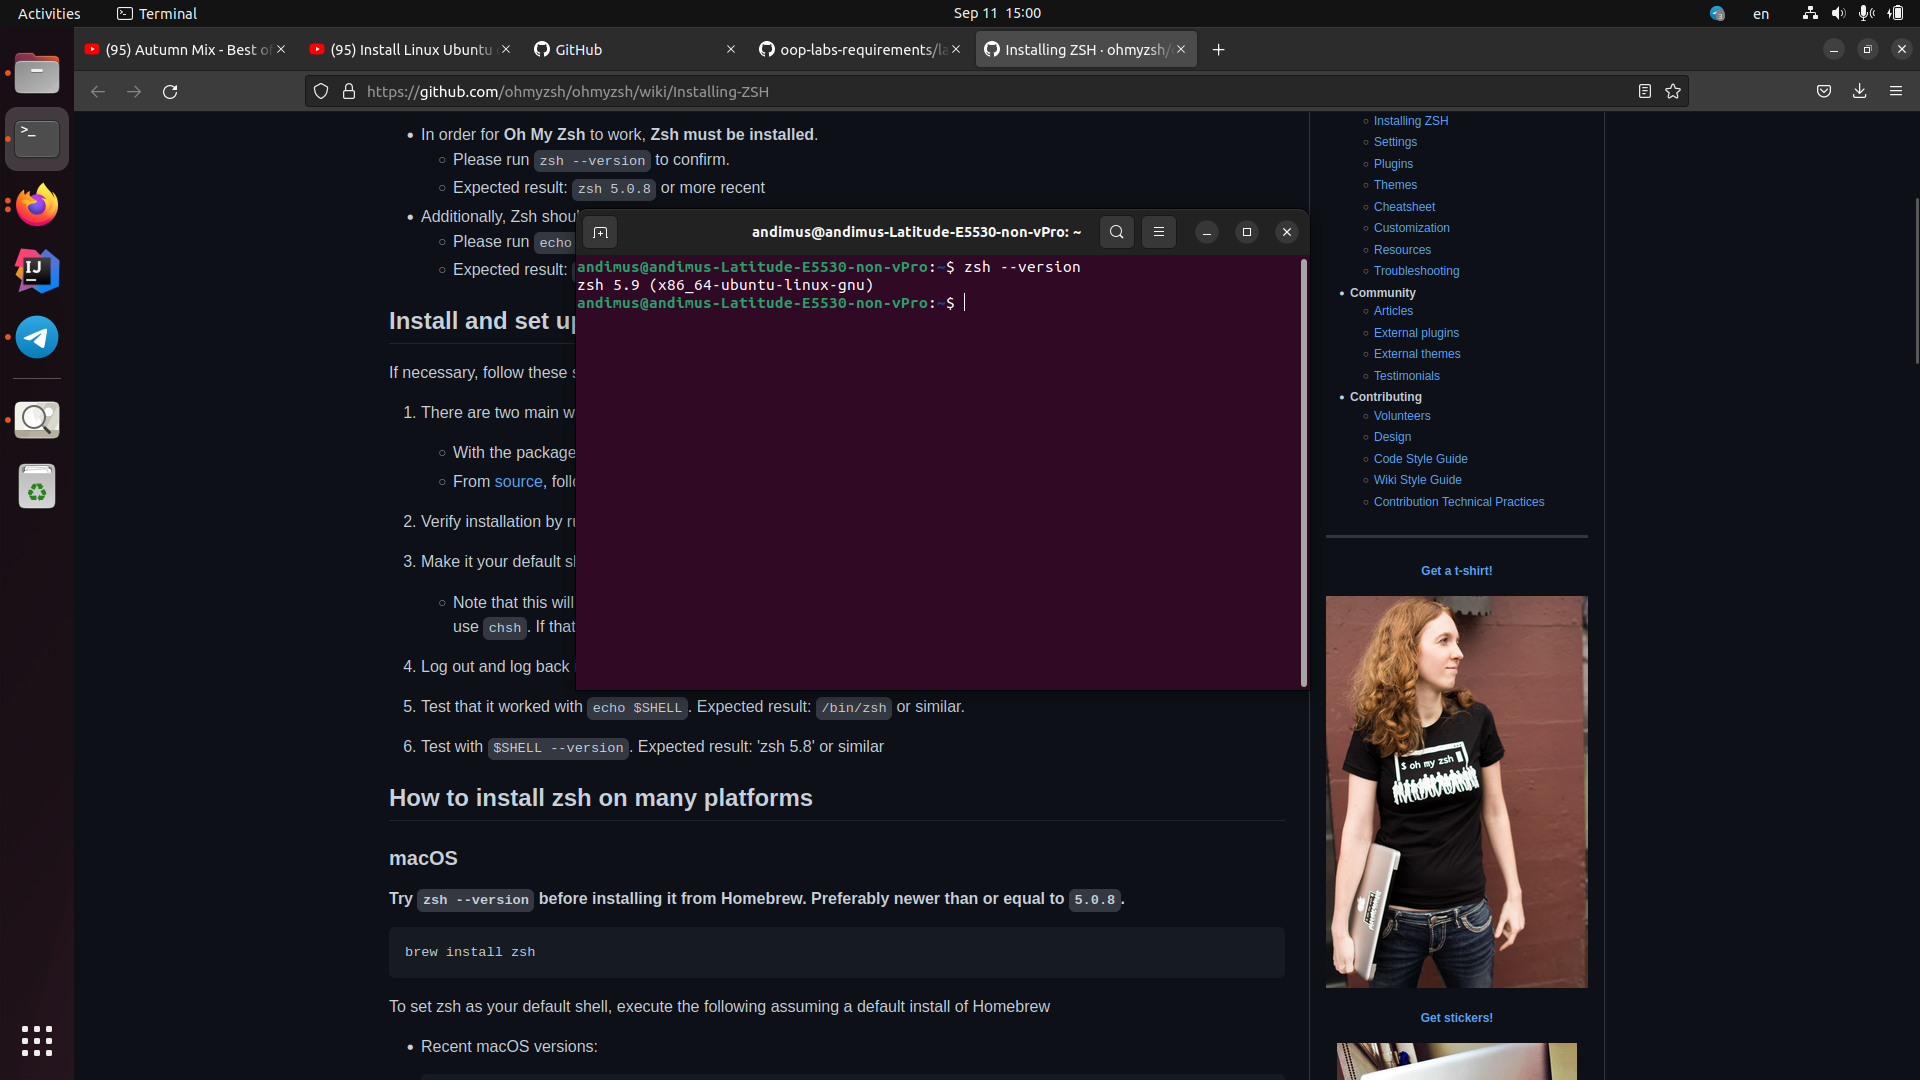 Activities
Terminal
Sep 11 15:00
en
(95) Autumn Mix - Best of
(95) Install Linux Ubuntu
GitHub
oop-labs-requirements/la
Installing ZSH · ohmyzsh/
https://github.com/ohmyzsh/ohmyzsh/wiki/Installing-ZSH
In order for Oh My Zsh to work, Zsh must be installed.
Please run zsh --version to confirm.
Expected result: zsh 5.0.8 or more recent
Additionally, Zsh shoul
Please run echo
Expected result:
Install and set up
If necessary, follow these s
1. There are two main w
With the package
From source, follo
2. Verify installation by ru
3. Make it your default sh
Note that this will
use chsh. If that
4. Log out and log back i
5. Test that it worked with echo $SHELL. Expected result: /bin/zsh or similar.
6. Test with $SHELL --version. Expected result: 'zsh 5.8' or similar
How to install zsh on many platforms
macOS
Try zsh --version before installing it from Homebrew. Preferably newer than or equal to 5.0.8.
brew install zsh
To set zsh as your default shell, execute the following assuming a default install of Homebrew
Recent macOS versions:
andimus@andimus-Latitude-E5530-non-vPro: ~
andimus@andimus-Latitude-E5530-non-vPro:~$ zsh --version
zsh 5.9 (x86_64-ubuntu-linux-gnu)
andimus@andimus-Latitude-E5530-non-vPro:~$
Installing ZSH
Settings
Plugins
Themes
Cheatsheet
Customization
Resources
Troubleshooting
Community
Articles
External plugins
External themes
Testimonials
Contributing
Volunteers
Design
Code Style Guide
Wiki Style Guide
Contribution Technical Practices
Get a t-shirt!
$ oh my zsh
Get stickers!